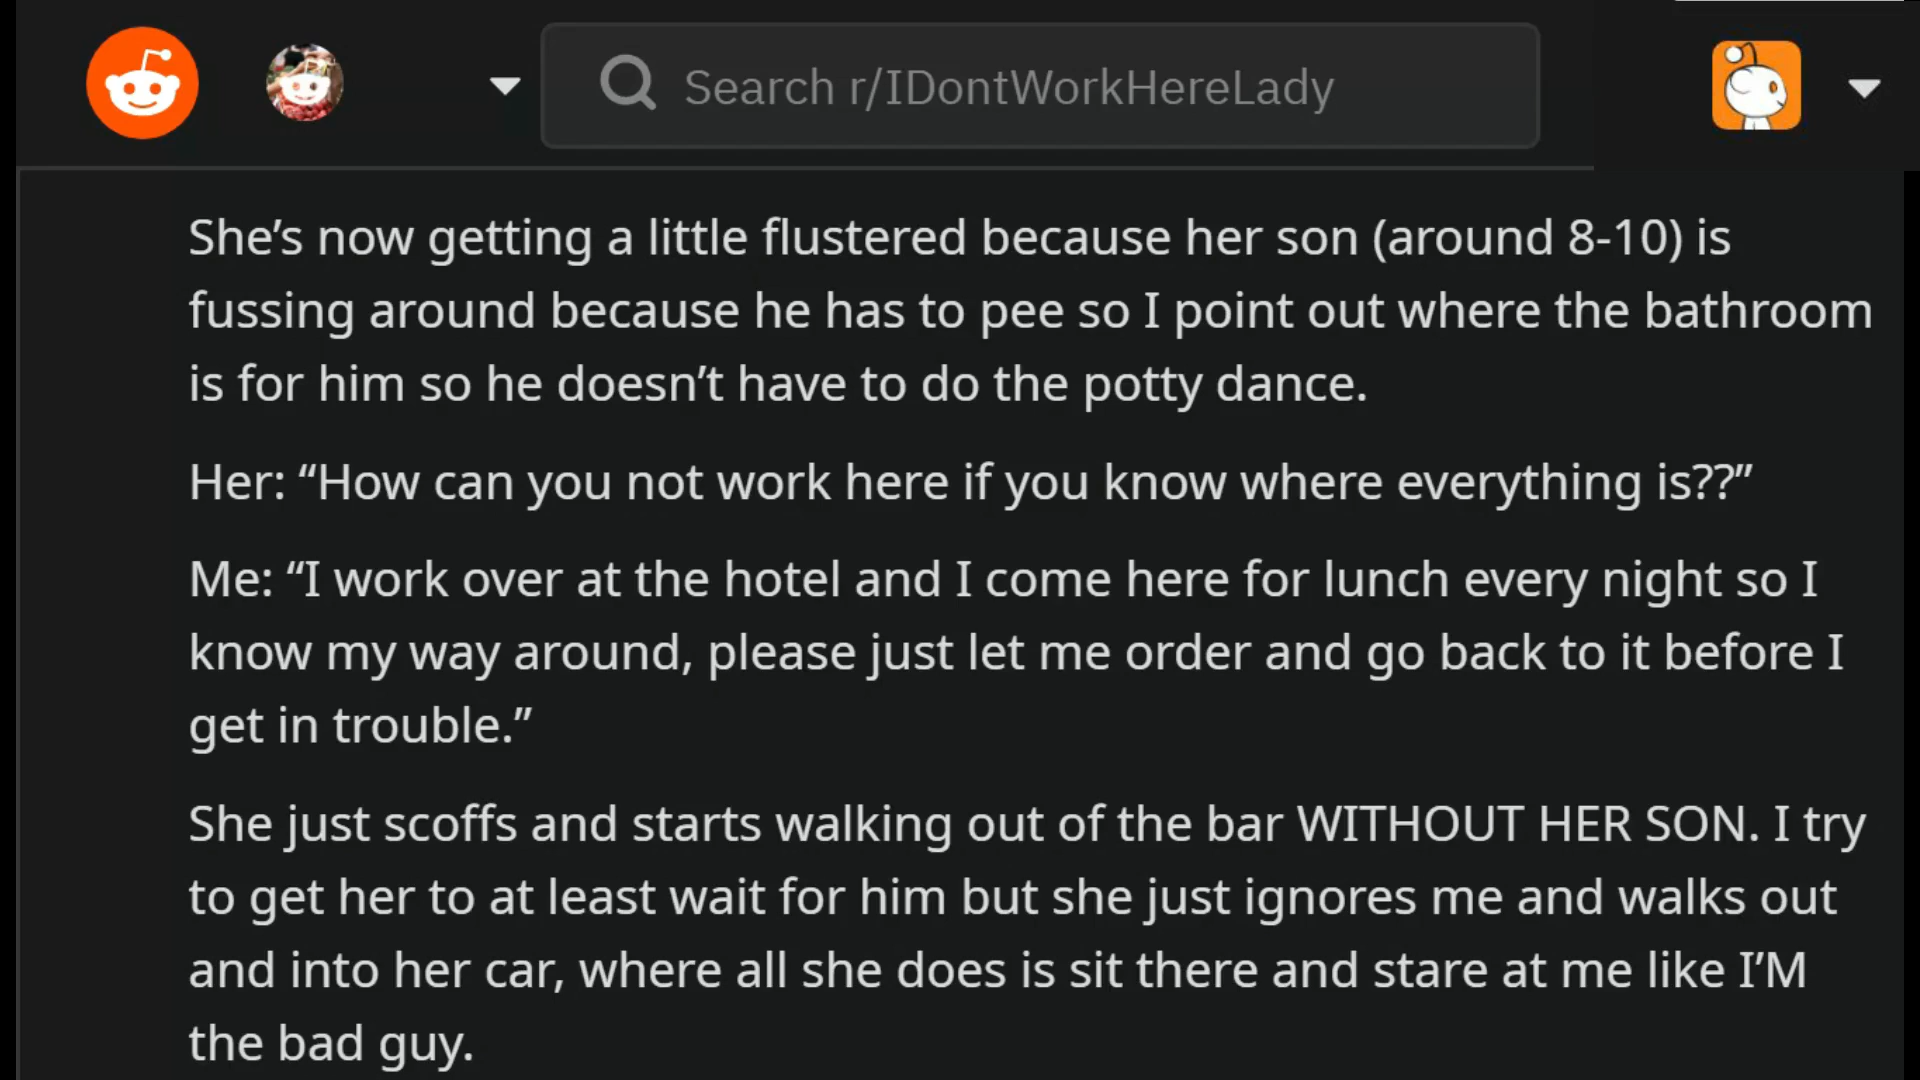 Search r/IDontWorkHereLady
She’s now getting a little flustered because her son (around 8-10) is
fussing around because he has to pee so I point out where the bathroom
is for him so he doesn’t have to do the potty dance.
Her: “How can you not work here if you know where everything is??”
Me: “I work over at the hotel and I come here for lunch every night so I
know my way around, please just let me order and go back to it before I
get in trouble.”
She just scoffs and starts walking out of the bar WITHOUT HER SON. I try
to get her to at least wait for him but she just ignores me and walks out
and into her car, where all she does is sit there and stare at me like I’M
the bad guy.